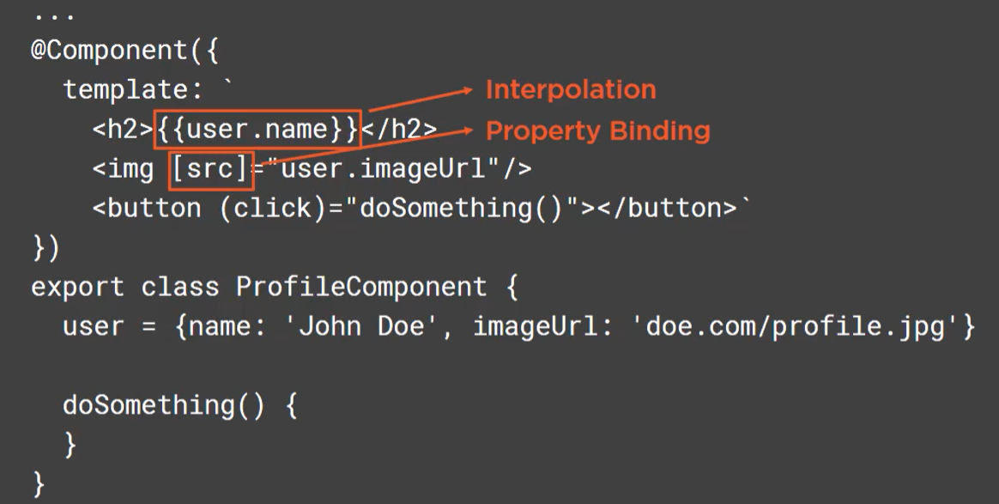 ...
@Component({
  template: `
    <h2>{{user.name}}</h2>
    <img [src]="user.imageUrl"/>
    <button (click)="doSomething()"></button>`
})
export class ProfileComponent {
  user = {name: 'John Doe', imageUrl: 'doe.com/profile.jpg'}
  doSomething() {
  }
}
Interpolation
Property Binding